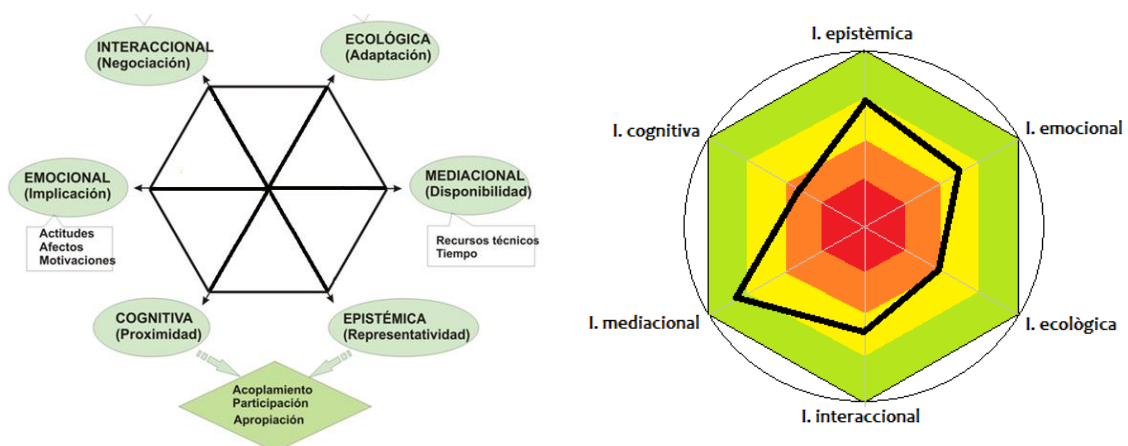 INTERACCIONAL
(Negociación)
ECOLÓGICA
(Adaptación)
EMOCIONAL
(Implicación)
Actitudes
Afectos
Motivaciones
MEDIACIONAL
(Disponibilidad)
Recursos técnicos
Tiempo
COGNITIVA
(Proximidad)
EPISTÉMICA
(Representatividad)
Acoplamiento
Participación
Apropiación
I. epistèmica
I. cognitiva
I. emocional
I. mediacional
I. ecològica
I. interaccional